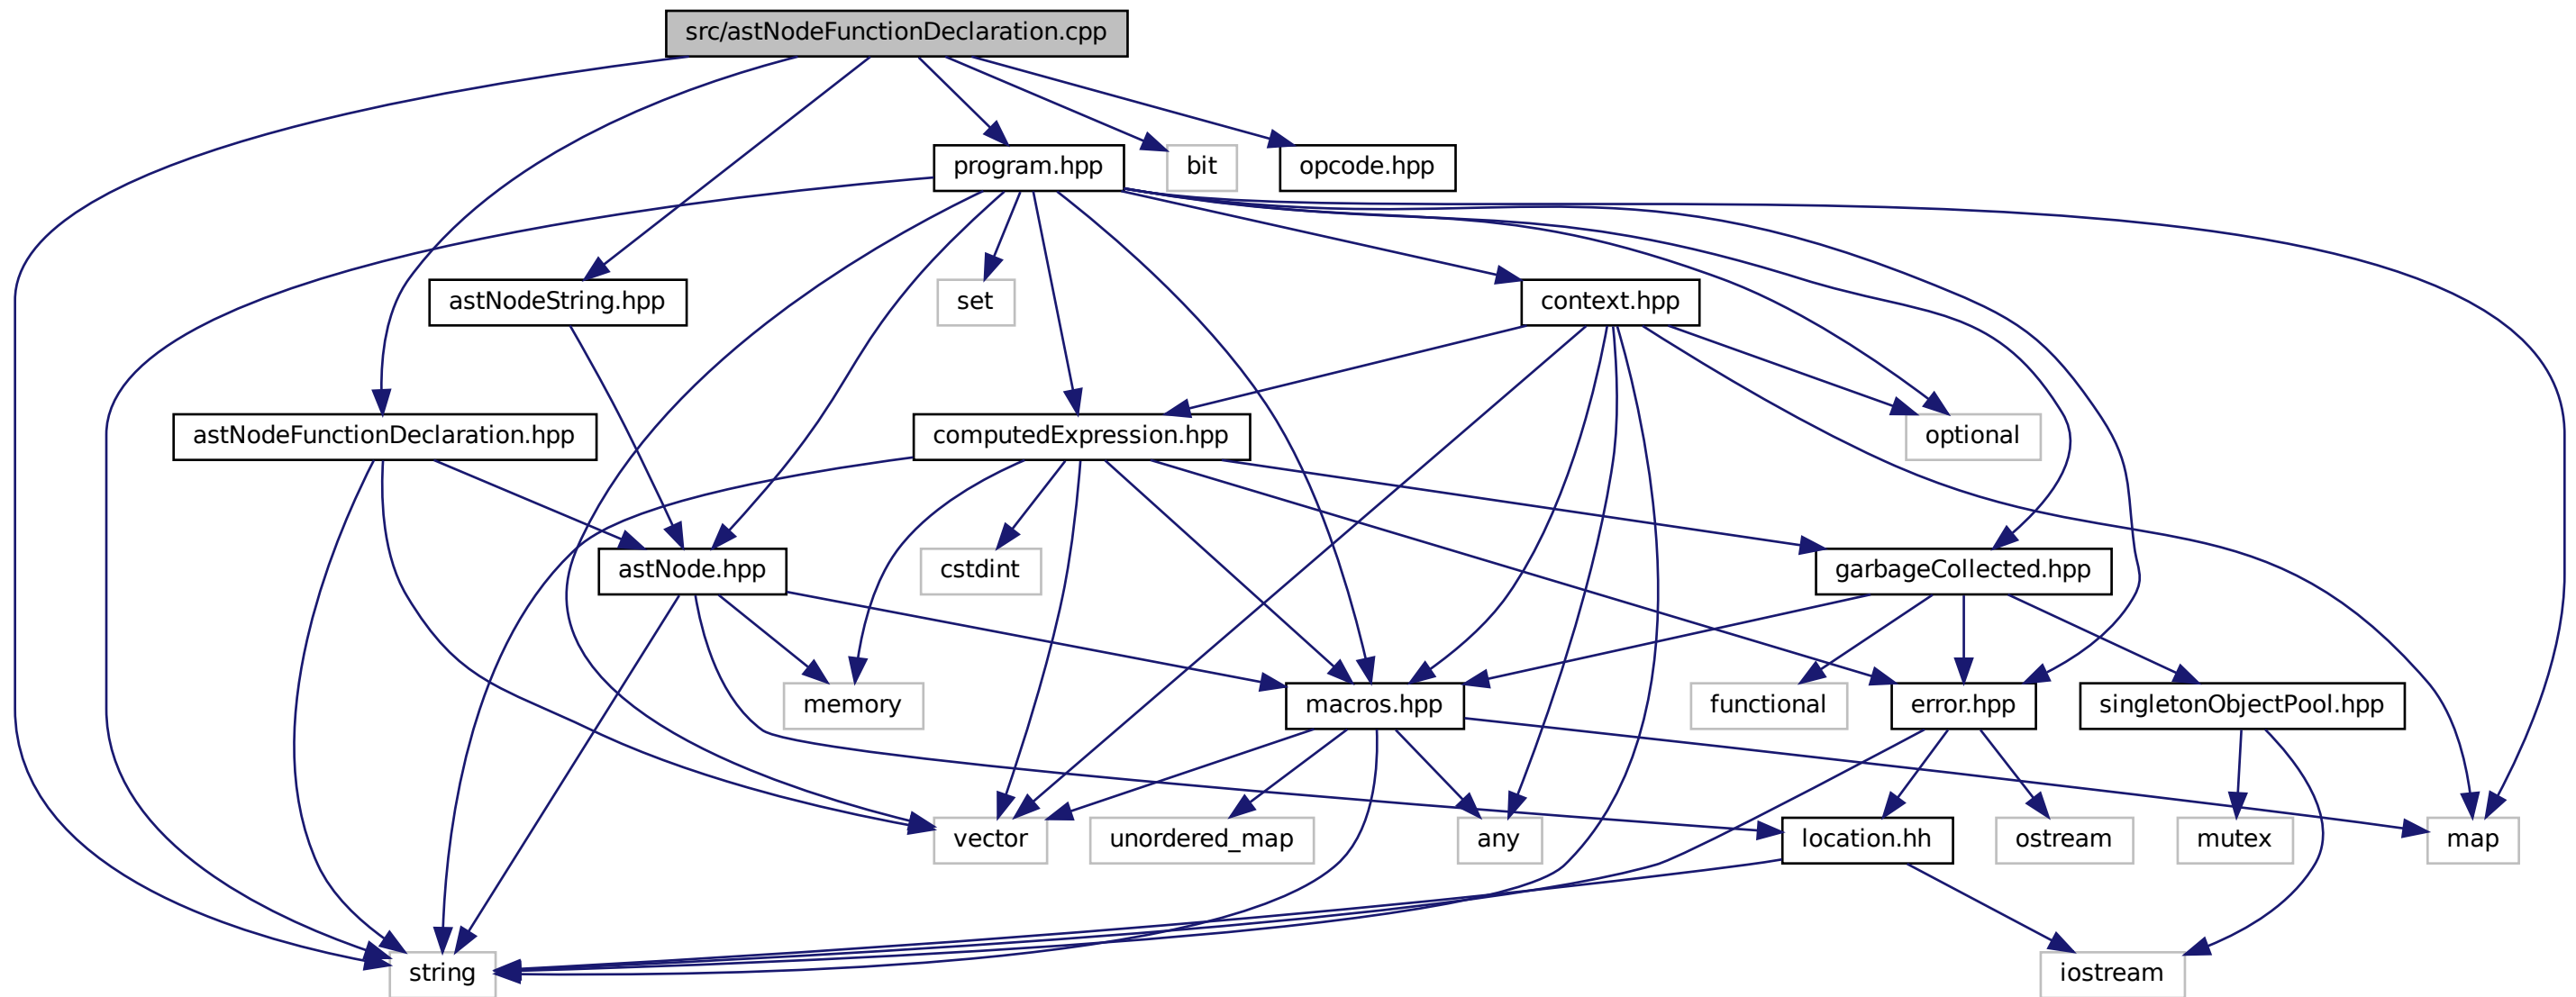 src/astNodeFunctionDeclaration.cpp
program.hpp
bit
opcode.hpp
astNodeString.hpp
set
context.hpp
astNodeFunctionDeclaration.hpp
computedExpression.hpp
optional
astNode.hpp
cstdint
garbageCollected.hpp
memory
macros.hpp
functional
error.hpp
singletonObjectPool.hpp
vector
unordered_map
any
location.hh
ostream
mutex
map
string
iostream